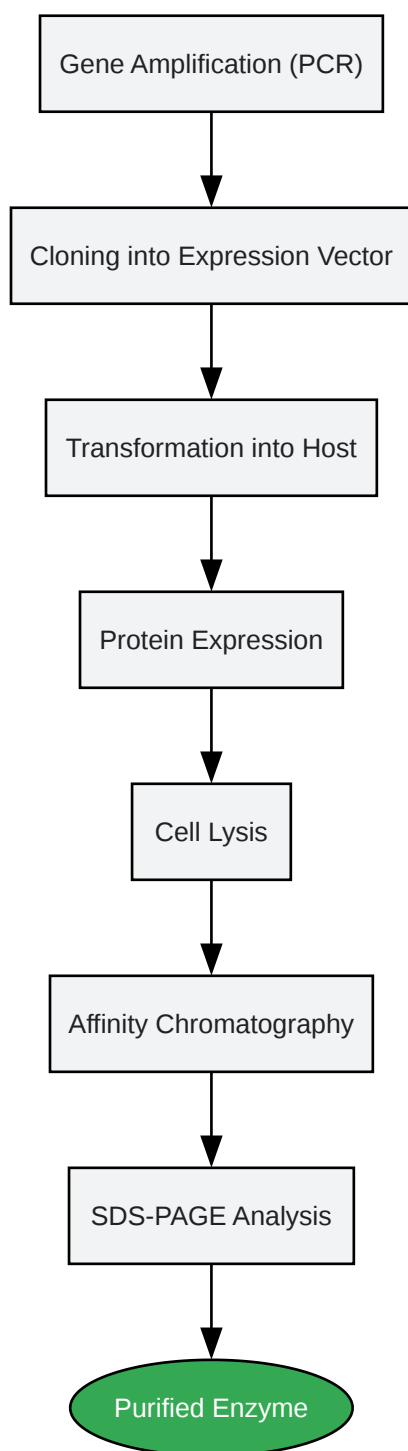 Gene Amplification (PCR)
Cloning into Expression Vector
Transformation into Host
Protein Expression
Cell Lysis
Affinity Chromatography
SDS-PAGE Analysis
Purified Enzyme